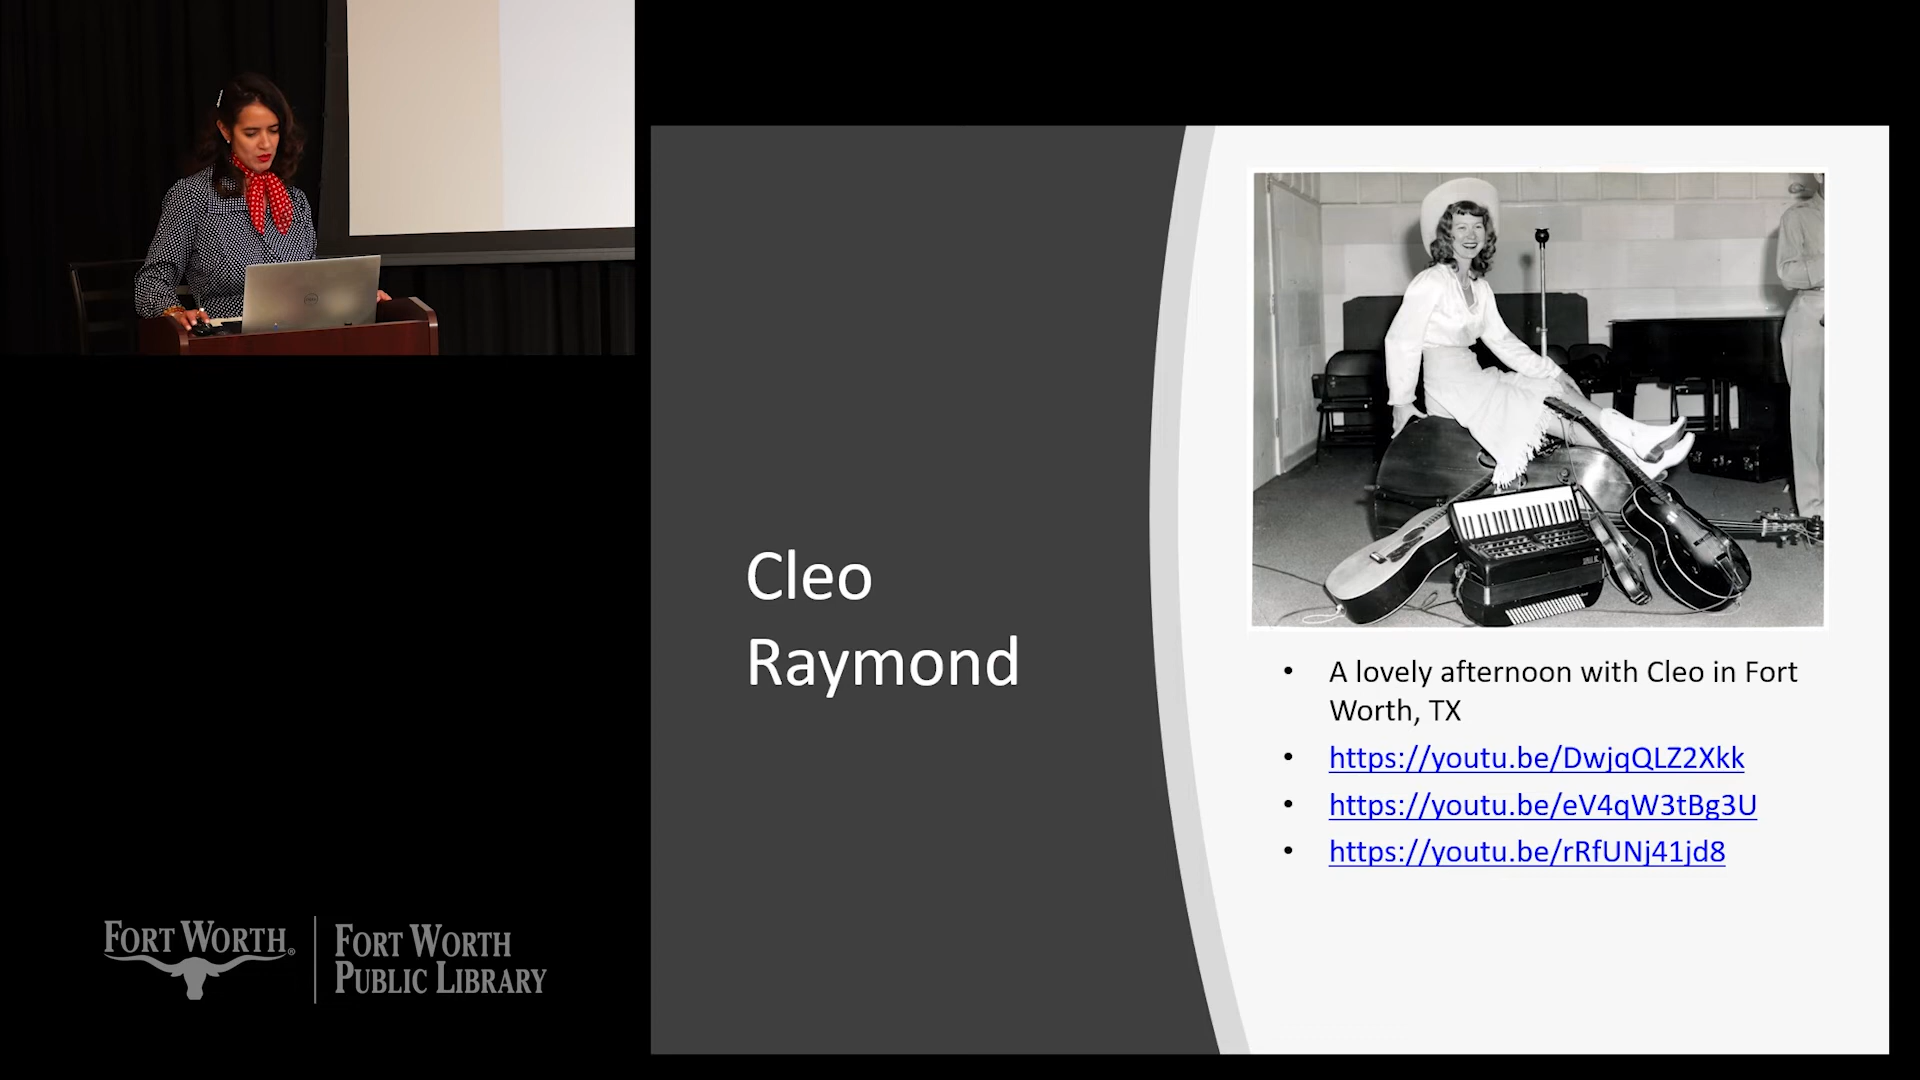 Cleo
Raymond
• A lovely afternoon with Cleo in Fort
Worth, TX
• https://youtu.be/DwjqQLZ2Xkk
• https://youtu.be/eV4qW3tBg3U
• https://youtu.be/rRfUNj41jd8
FORT WORTH®
FORT WORTH
PUBLIC LIBRARY